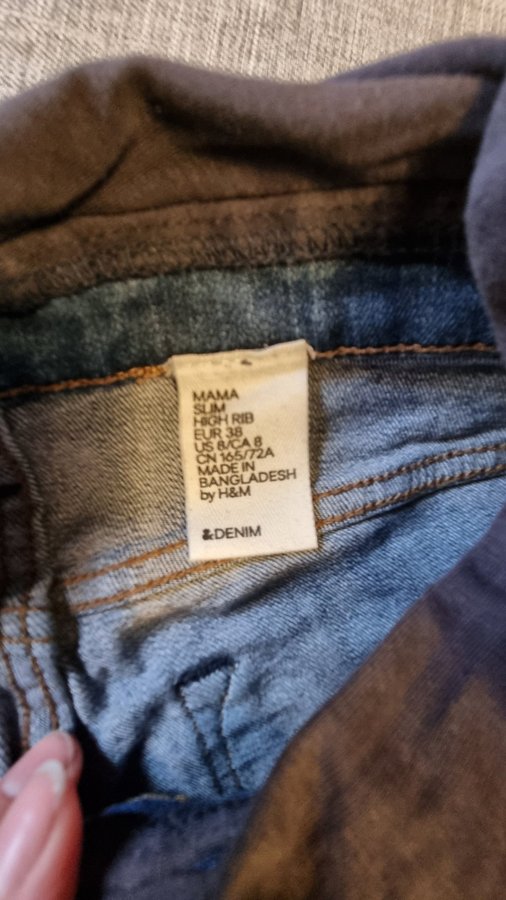 MAMA
SLIM
HIGH RIB
EUR 38
US 8/CA 8
CN 165/72A
MADE IN
BANGLADESH
by H&M
&DENIM